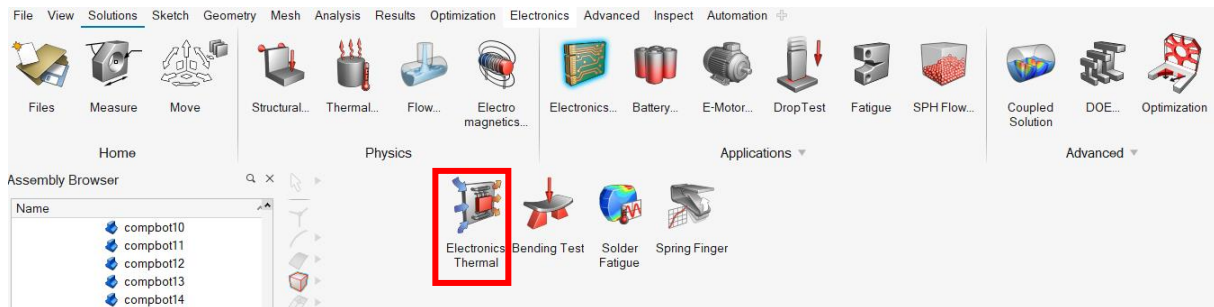 File View Solutions Sketch Geometry Mesh Analysis Results Optimization Electronics Advanced Inspect Automation
Files Measure Move Structural... Thermal... Flow... Electro magnetics... Electronics... Battery... E-Motor... DropTest Fatigue SPH Flow... Coupled Solution DOE... Optimization
Home Physics Applications Advanced
Assembly Browser
Name
compbot10
compbot11
compbot12
compbot13
compbot14
Electronics Thermal Bending Test Solder Fatigue Spring Finger